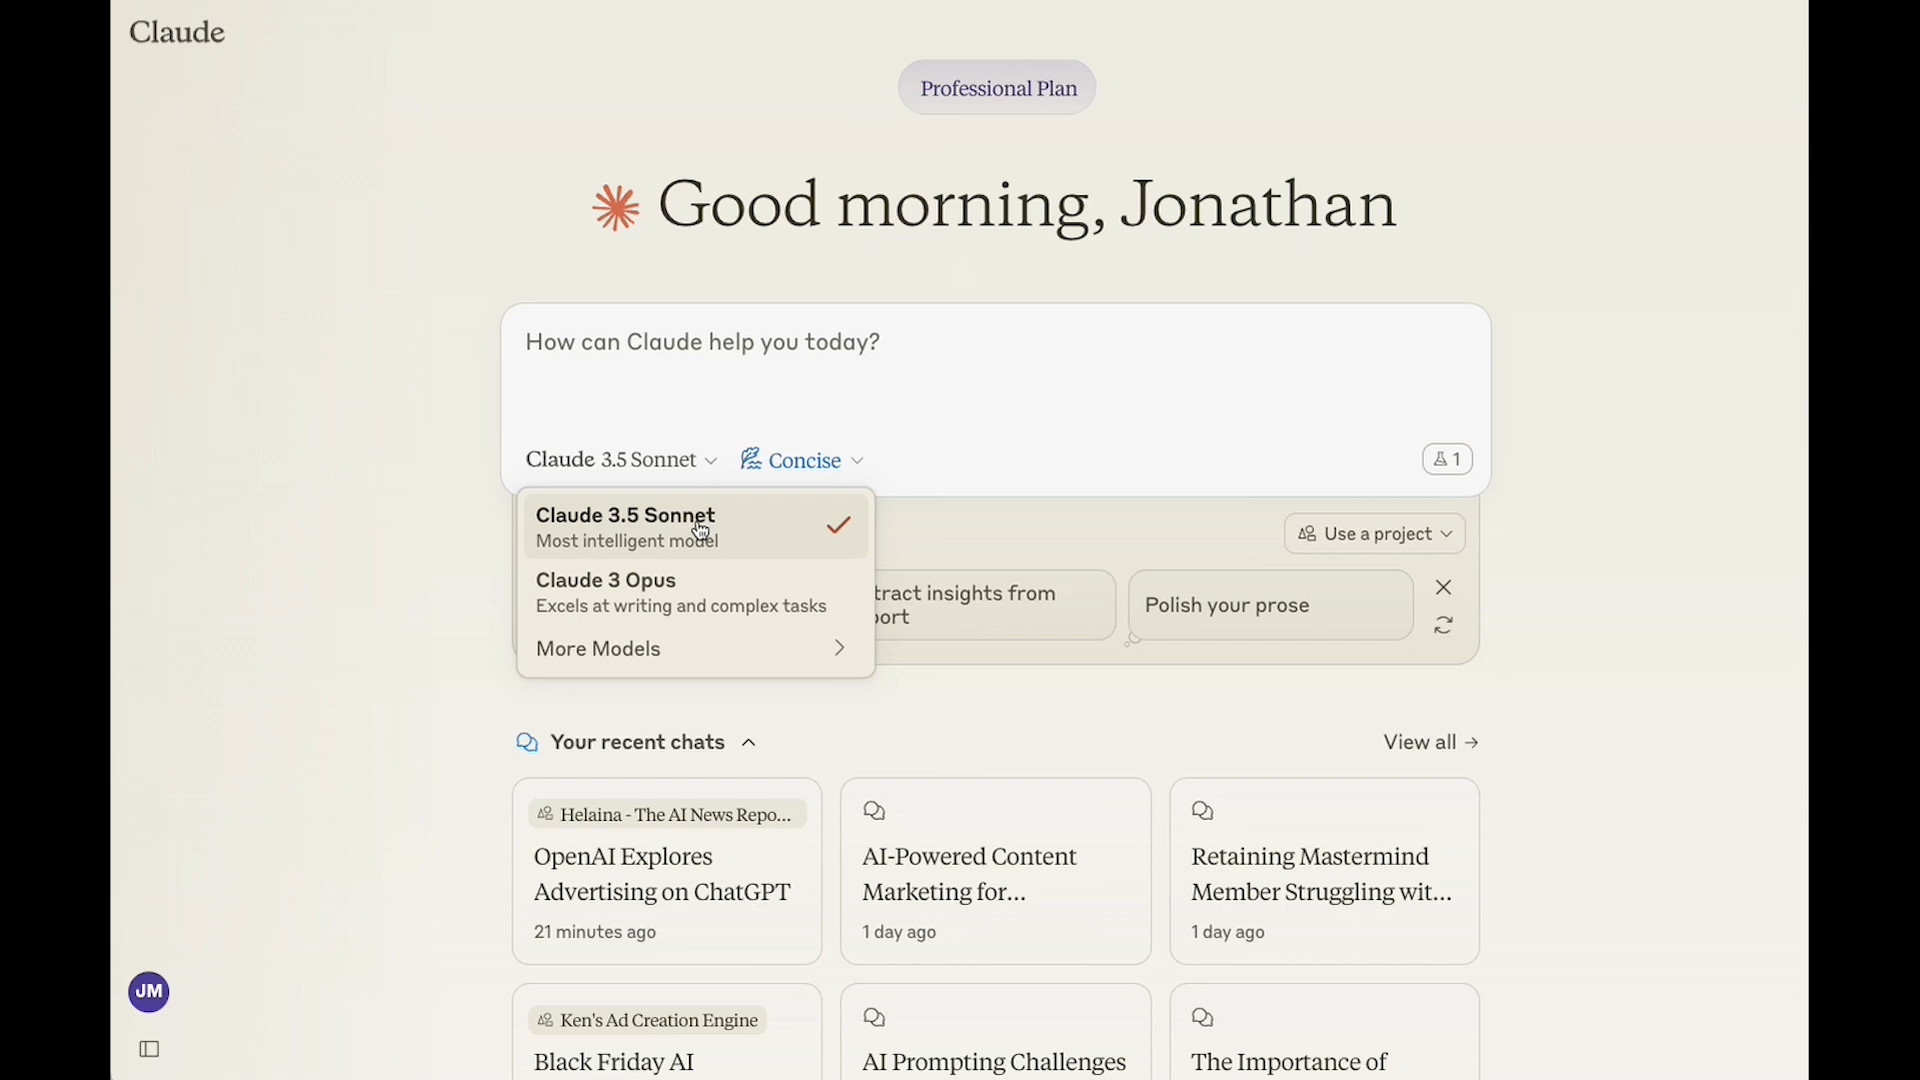 Claude
Professional Plan
Good morning, Jonathan
How can Claude help you today?
Claude 3.5 Sonnet
Concise
1
Claude 3.5 Sonnet
Most intelligent model
Claude 3 Opus
Excels at writing and complex tasks
More Models
Use a project
tract insights from
port
Polish your prose
Your recent chats
View all →
Helaina - The AI News Repo...
OpenAI Explores
Advertising on ChatGPT
21 minutes ago
AI-Powered Content
Marketing for...
1 day ago
Retaining Mastermind
Member Struggling wit...
1 day ago
JM
Ken's Ad Creation Engine
Black Friday AI
AI Prompting Challenges
The Importance of